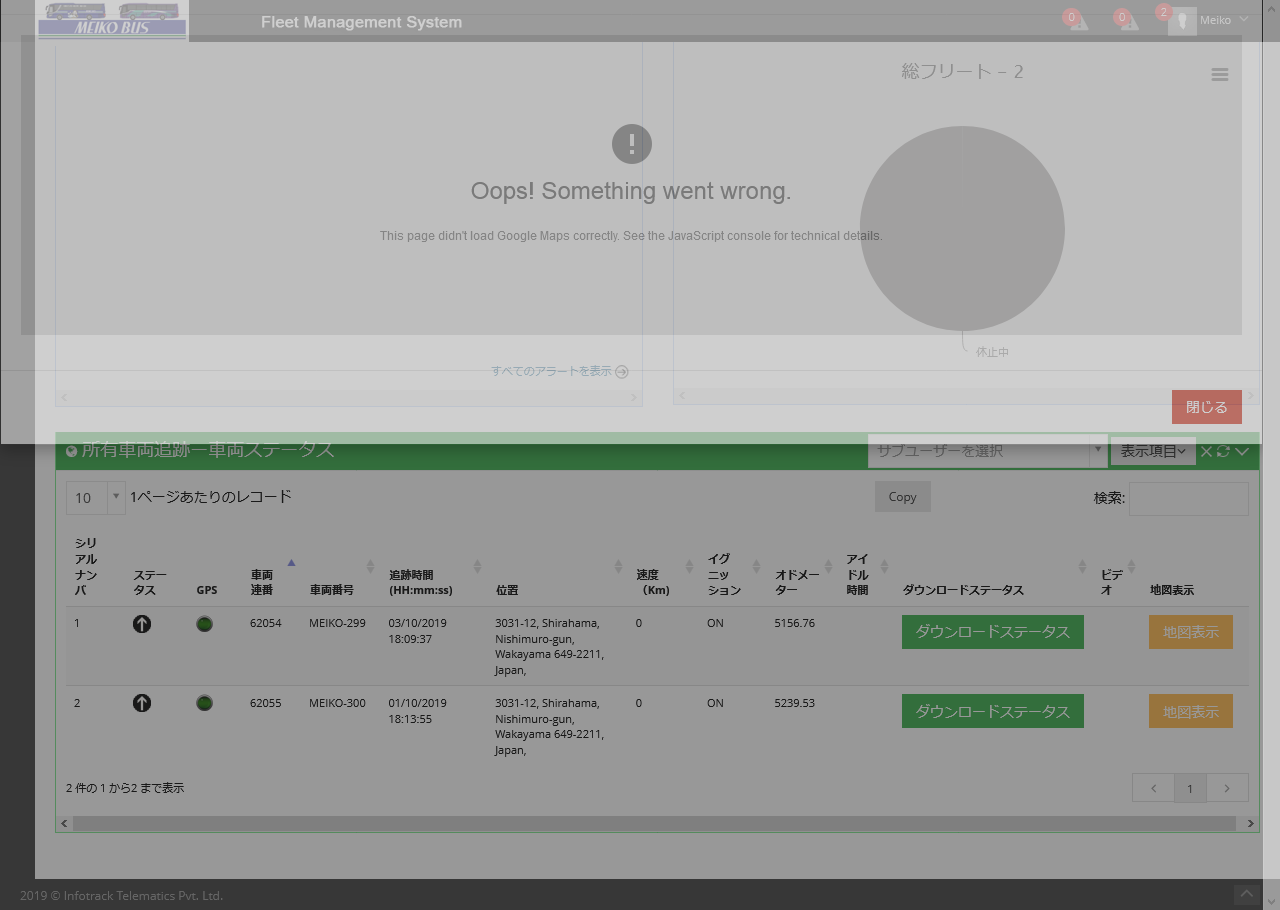 MEIKO BUS
Fleet Management System
0
0
2
Meiko
総フリート – 2
Oops! Something went wrong.
This page didn't load Google Maps correctly. See the JavaScript console for technical details.
休止中
すべてのアラートを表示
閉じる
所有車両追跡ー車両ステータス
サブユーザーを選択
表示項目
10
1ページあたりのレコード
Copy
検索:
シリアルナンバ
ステータス
GPS
車両連番
車両番号
追跡時間 (HH:mm:ss)
位置
速度 (Km)
イグニッション
オドメーター
アイドル時間
ダウンロードステータス
ビデオ
地図表示
1
62054
MEIKO-299
03/10/2019 18:09:37
3031-12, Shirahama,
Nishimuro-gun,
Wakayama 649-2211,
Japan,
0
ON
5156.76
ダウンロードステータス
地図表示
2
62055
MEIKO-300
01/10/2019 18:13:55
3031-12, Shirahama,
Nishimuro-gun,
Wakayama 649-2211,
Japan,
0
ON
5239.53
ダウンロードステータス
地図表示
2 件の 1 から2 まで表示
1
2019 © Infotrack Telematics Pvt. Ltd.